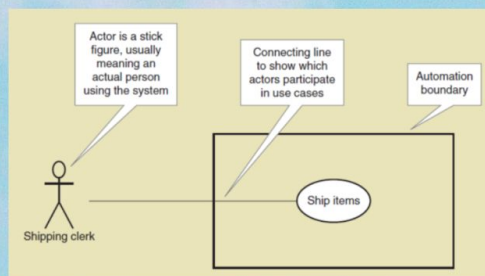 Actor is a stick
figure, usually
meaning an
actual person
using the system
Connecting line
to show which
actors participate
in use cases
Automation
boundary
Ship items
Shipping clerk